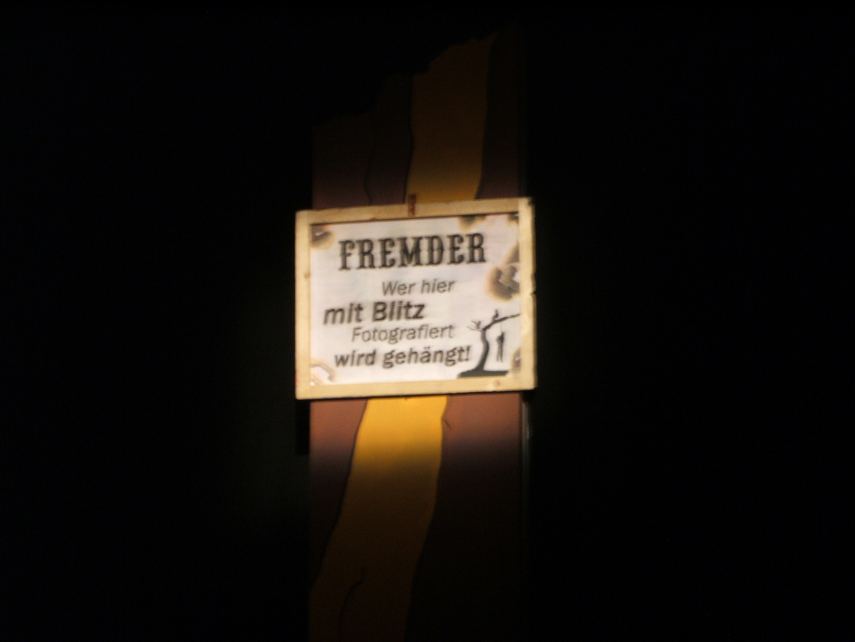 FREMDER
Wer hier
mit Blitz
Fotografiert
wird gehängt!